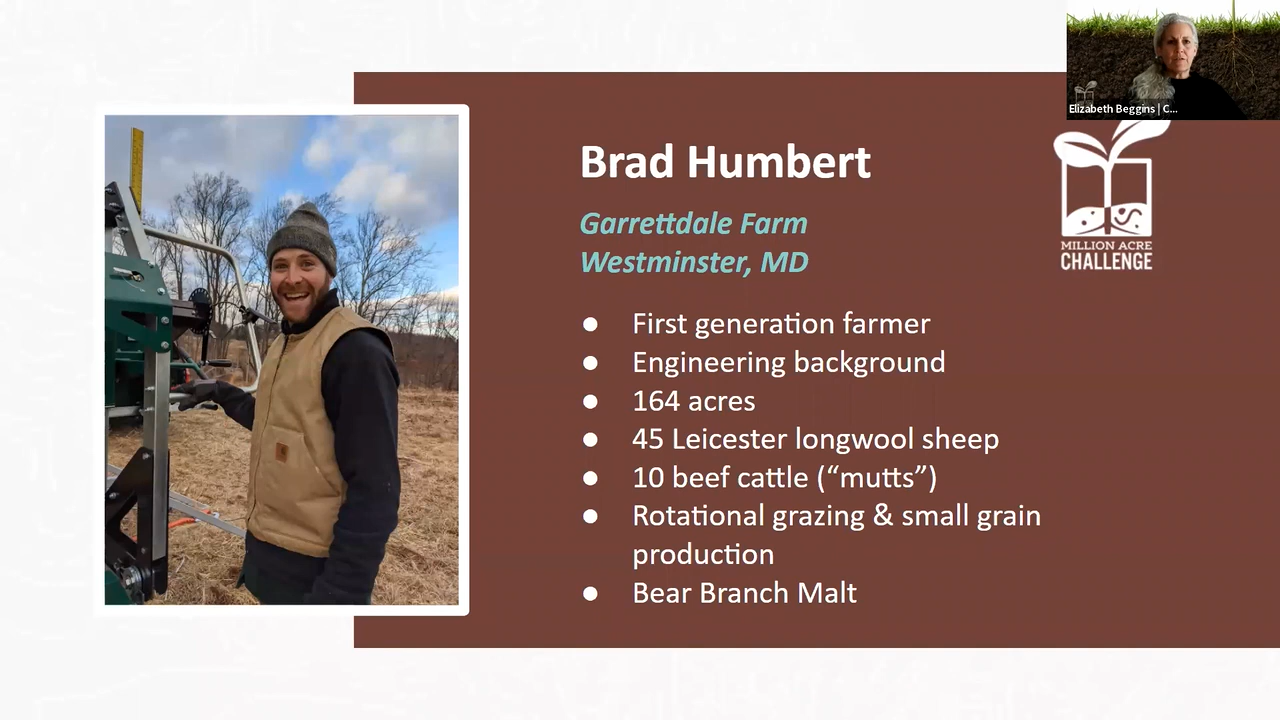 Elizabeth Beggins | C...
Brad Humbert
Garrettdale Farm
Westminster, MD
MILLION ACRE
CHALLENGE
● First generation farmer
● Engineering background
● 164 acres
● 45 Leicester longwool sheep
● 10 beef cattle (“mutts”)
● Rotational grazing & small grain
production
● Bear Branch Malt